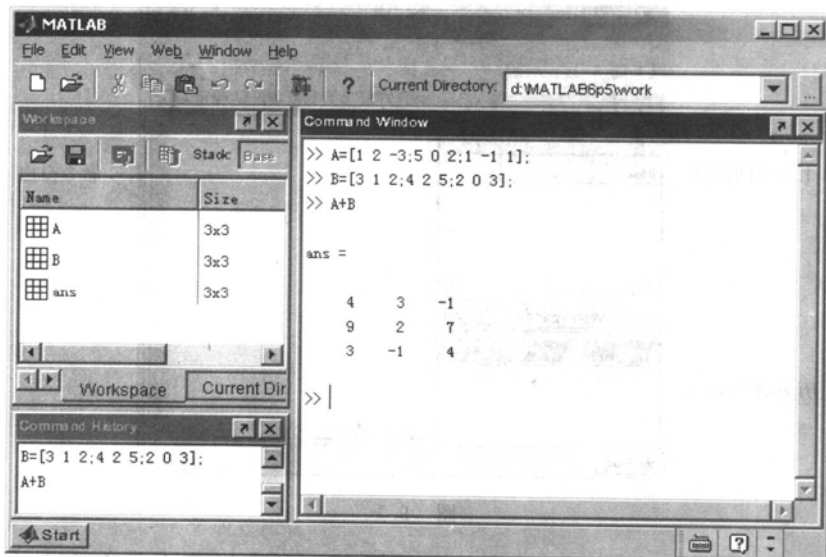 MATLAB
File Edit View Web Window Help
? Current Directory: d:\MATLAB6p5\work ...
Workspace
Stack: Base
Name Size
A 3x3
B 3x3
ans 3x3
Workspace Current Dir
Command History
B=[3 1 2;4 2 5;2 0 3];
A+B
Command Window
>> A=[1 2 -3;5 0 2;1 -1 1];
>> B=[3 1 2;4 2 5;2 0 3];
>> A+B
ans =
4 3 -1
9 2 7
3 -1 4
>>
Start